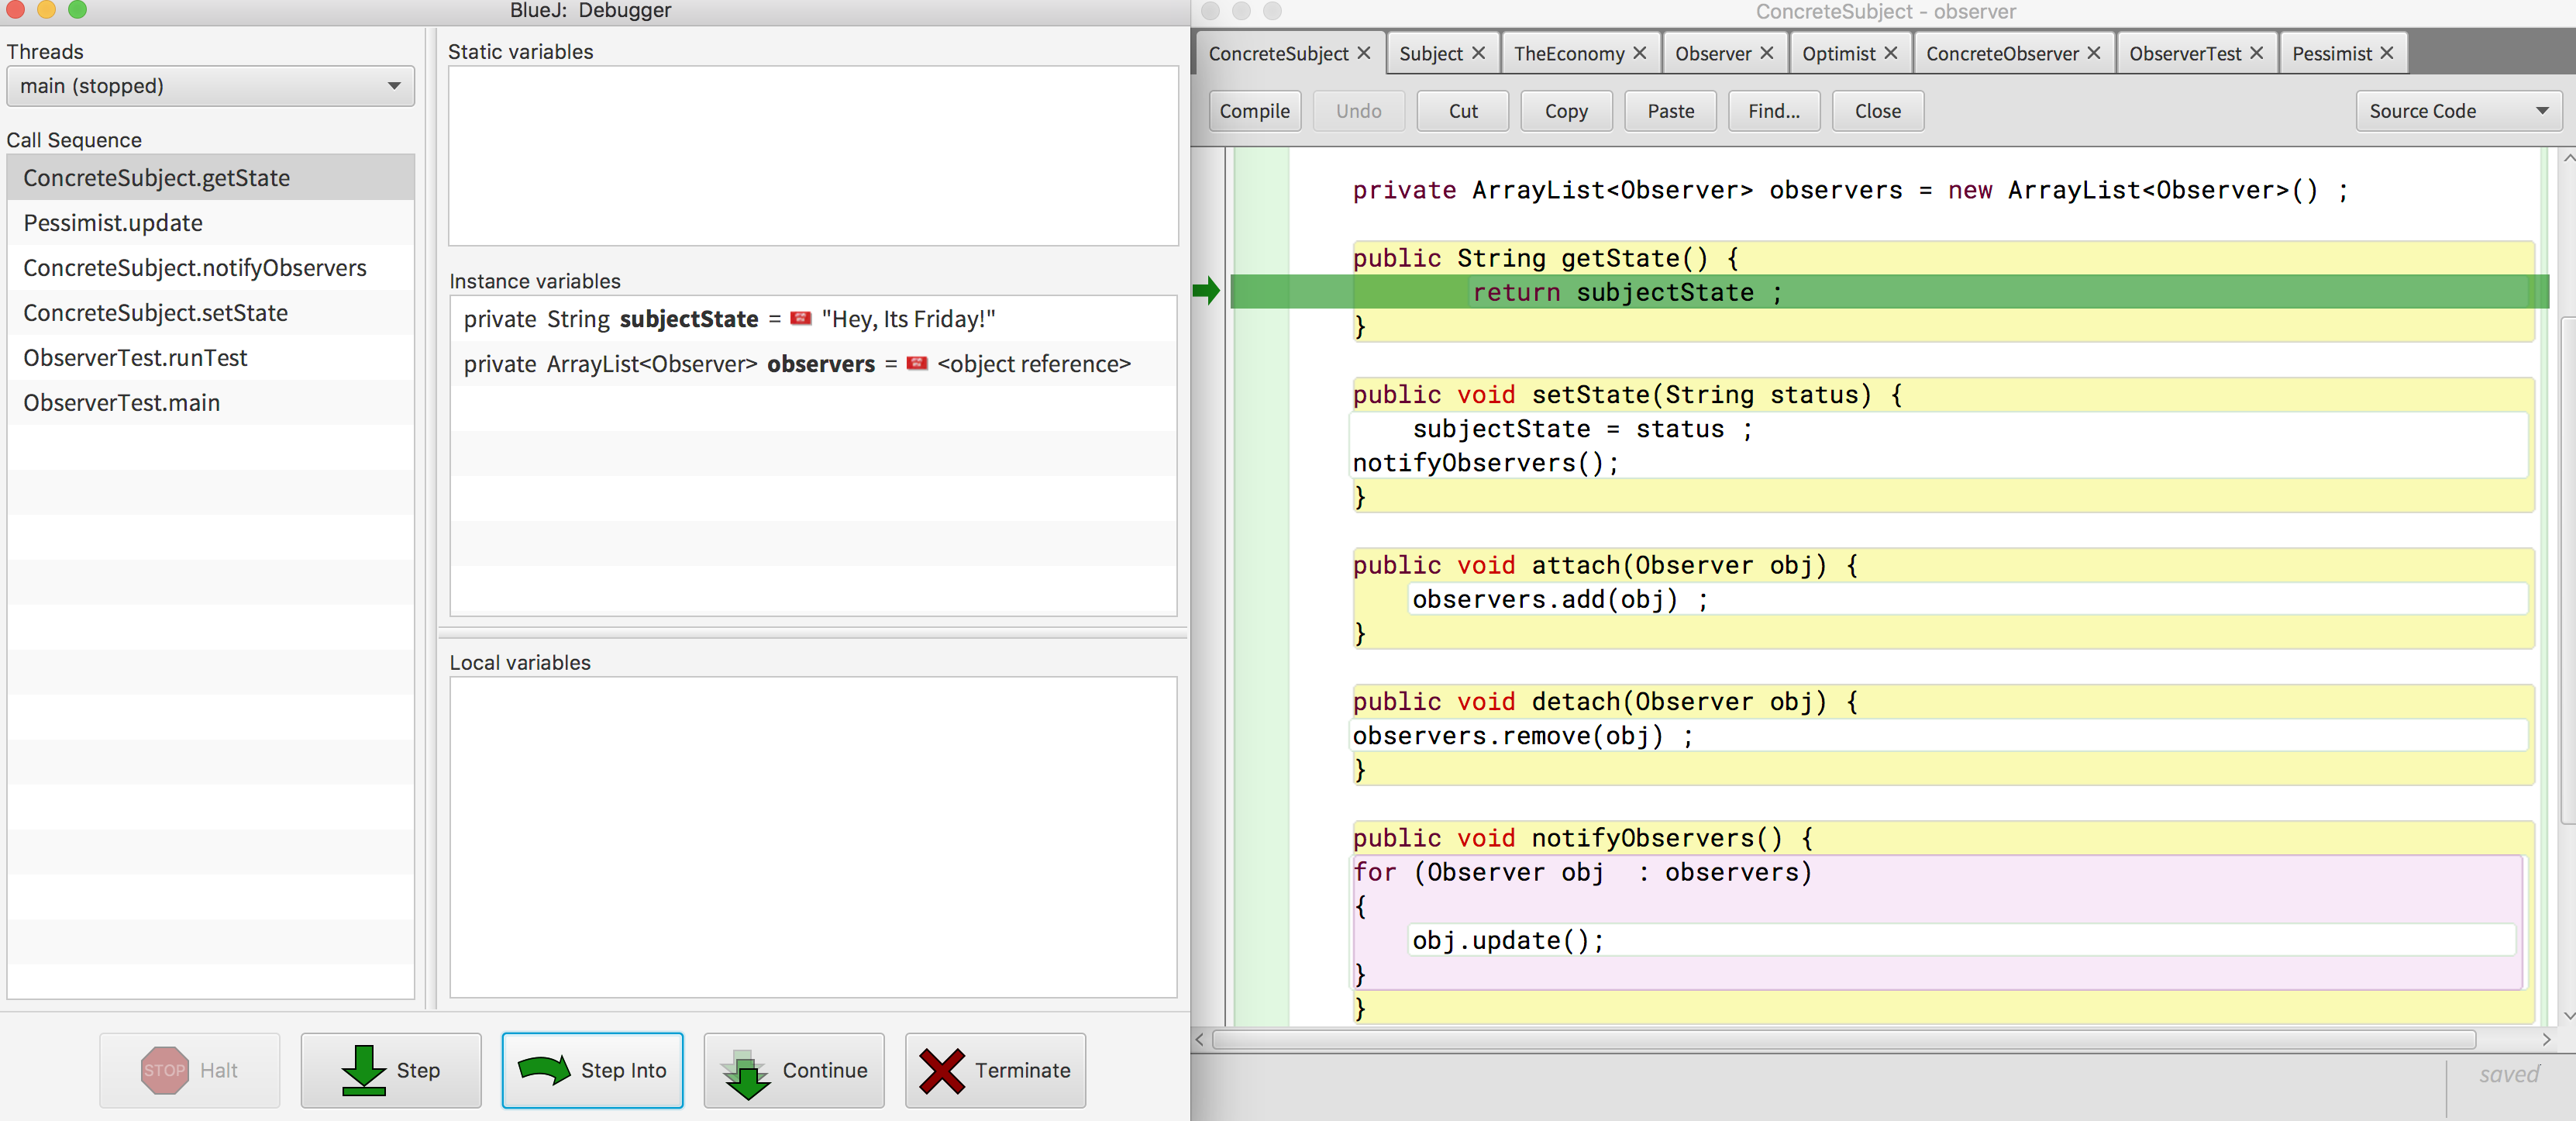 BlueJ: Debugger
Threads
main (stopped)
Call Sequence
ConcreteSubject.getState
Pessimist.update
ConcreteSubject.notifyObservers
ConcreteSubject.setState
ObserverTest.runTest
ObserverTest.main
Static variables
Instance variables
private String subjectState = "Hey, Its Friday!"
private ArrayList<Observer> observers = <object reference>
Local variables
STOP Halt
Step
Step Into
Continue
Terminate
ConcreteSubject - observer
ConcreteSubject Subject TheEconomy Observer Optimist ConcreteObserver ObserverTest Pessimist
Compile Undo Cut Copy Paste Find... Close Source Code
private ArrayList<Observer> observers = new ArrayList<Observer>() ;
public String getState() {
return subjectState ;
}
public void setState(String status) {
subjectState = status ;
notifyObservers();
}
public void attach(Observer obj) {
observers.add(obj) ;
}
public void detach(Observer obj) {
observers.remove(obj) ;
}
public void notifyObservers() {
for (Observer obj  : observers)
{
obj.update();
}
}
saved